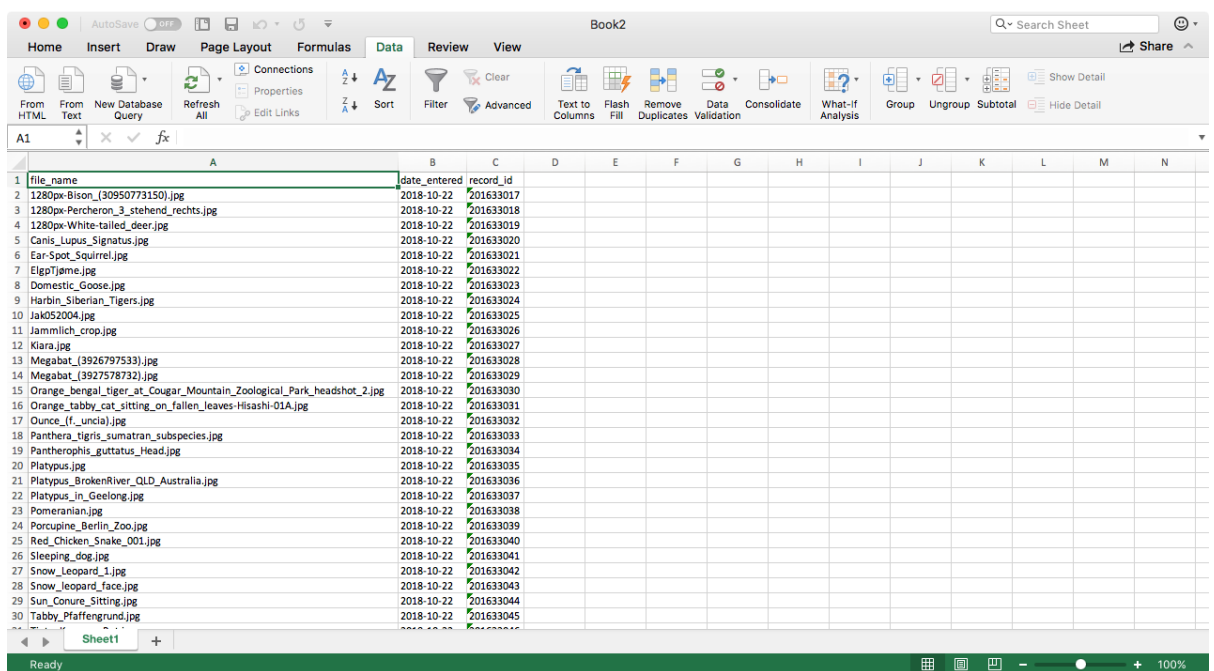 AutoSave OFF Book2 Search Sheet
Home Insert Draw Page Layout Formulas Data Review View Share
From HTML From Text New Database Query Refresh All Connections Properties Edit Links Sort Filter Clear Advanced Text to Columns Flash Fill Remove Duplicates Data Validation Consolidate What-If Analysis Group Ungroup Subtotal Show Detail Hide Detail
A1 fx
A B C D E F G H I J K L M N
1 file_name date_entered record_id
2 1280px-Bison_(30950773150).jpg 2018-10-22 201633017
3 1280px-Percheron_3_stehend_rechts.jpg 2018-10-22 201633018
4 1280px-White-tailed_deer.jpg 2018-10-22 201633019
5 Canis_Lupus_Signatus.jpg 2018-10-22 201633020
6 Ear-Spot_Squirrel.jpg 2018-10-22 201633021
7 ElgpTjøme.jpg 2018-10-22 201633022
8 Domestic_Goose.jpg 2018-10-22 201633023
9 Harbin_Siberian_Tigers.jpg 2018-10-22 201633024
10 Jak052004.jpg 2018-10-22 201633025
11 Jammlich_crop.jpg 2018-10-22 201633026
12 Kiara.jpg 2018-10-22 201633027
13 Megabat_(3926797533).jpg 2018-10-22 201633028
14 Megabat_(3927578732).jpg 2018-10-22 201633029
15 Orange_bengal_tiger_at_Cougar_Mountain_Zoological_Park_headshot_2.jpg 2018-10-22 201633030
16 Orange_tabby_cat_sitting_on_fallen_leaves-Hisashi-01A.jpg 2018-10-22 201633031
17 Ounce_(f._uncia).jpg 2018-10-22 201633032
18 Panthera_tigris_sumatran_subspecies.jpg 2018-10-22 201633033
19 Pantherophis_guttatus_Head.jpg 2018-10-22 201633034
20 Platypus.jpg 2018-10-22 201633035
21 Platypus_BrokenRiver_QLD_Australia.jpg 2018-10-22 201633036
22 Platypus_in_Geelong.jpg 2018-10-22 201633037
23 Pomeranian.jpg 2018-10-22 201633038
24 Porcupine_Berlin_Zoo.jpg 2018-10-22 201633039
25 Red_Chicken_Snake_001.jpg 2018-10-22 201633040
26 Sleeping_dog.jpg 2018-10-22 201633041
27 Snow_Leopard_1.jpg 2018-10-22 201633042
28 Snow_leopard_face.jpg 2018-10-22 201633043
29 Sun_Conure_Sitting.jpg 2018-10-22 201633044
30 Tabby_Pfaffengrund.jpg 2018-10-22 201633045
Sheet1
Ready 100%